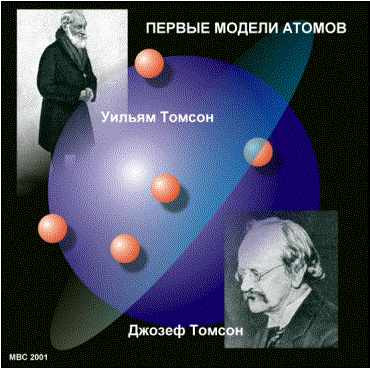 ПЕРВЫЕ МОДЕЛИ АТОМОВ
Уильям Томсон
Джозеф Томсон
МВС 2001